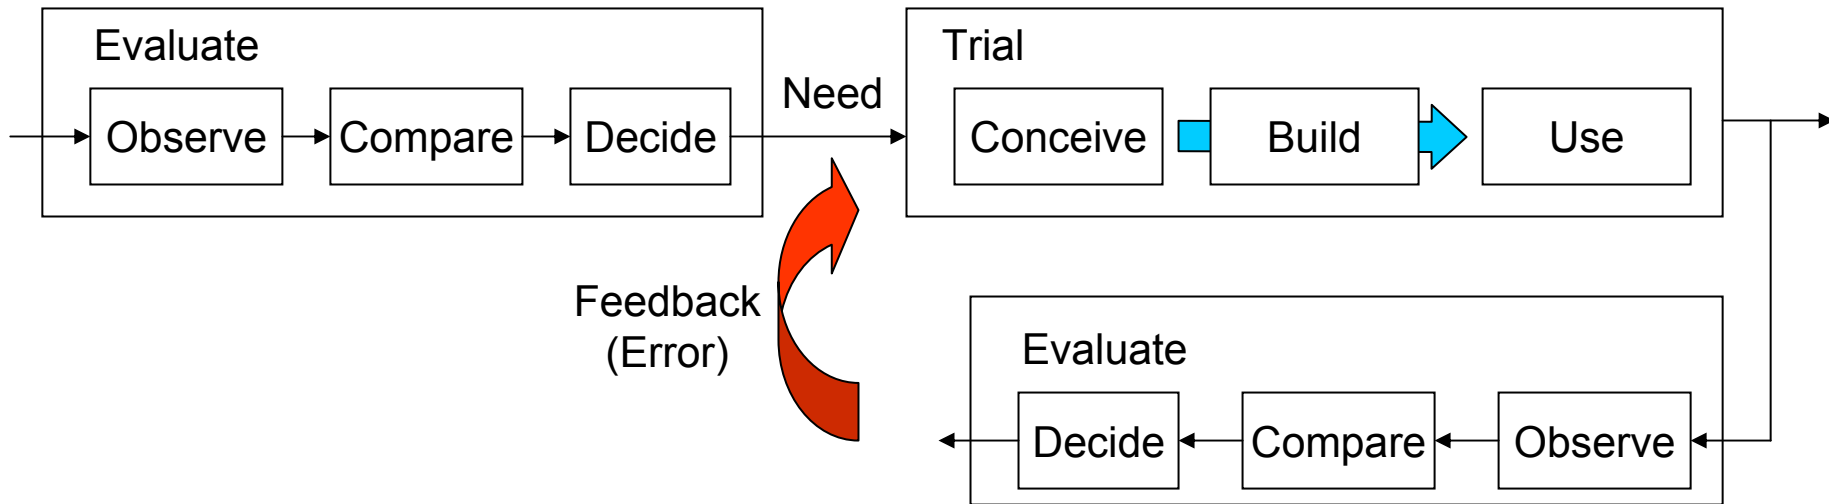 Evaluate
Observe
Compare
Decide
Need
Trial
Conceive
Build
Use
Feedback
(Error)
Evaluate
Decide
Compare
Observe